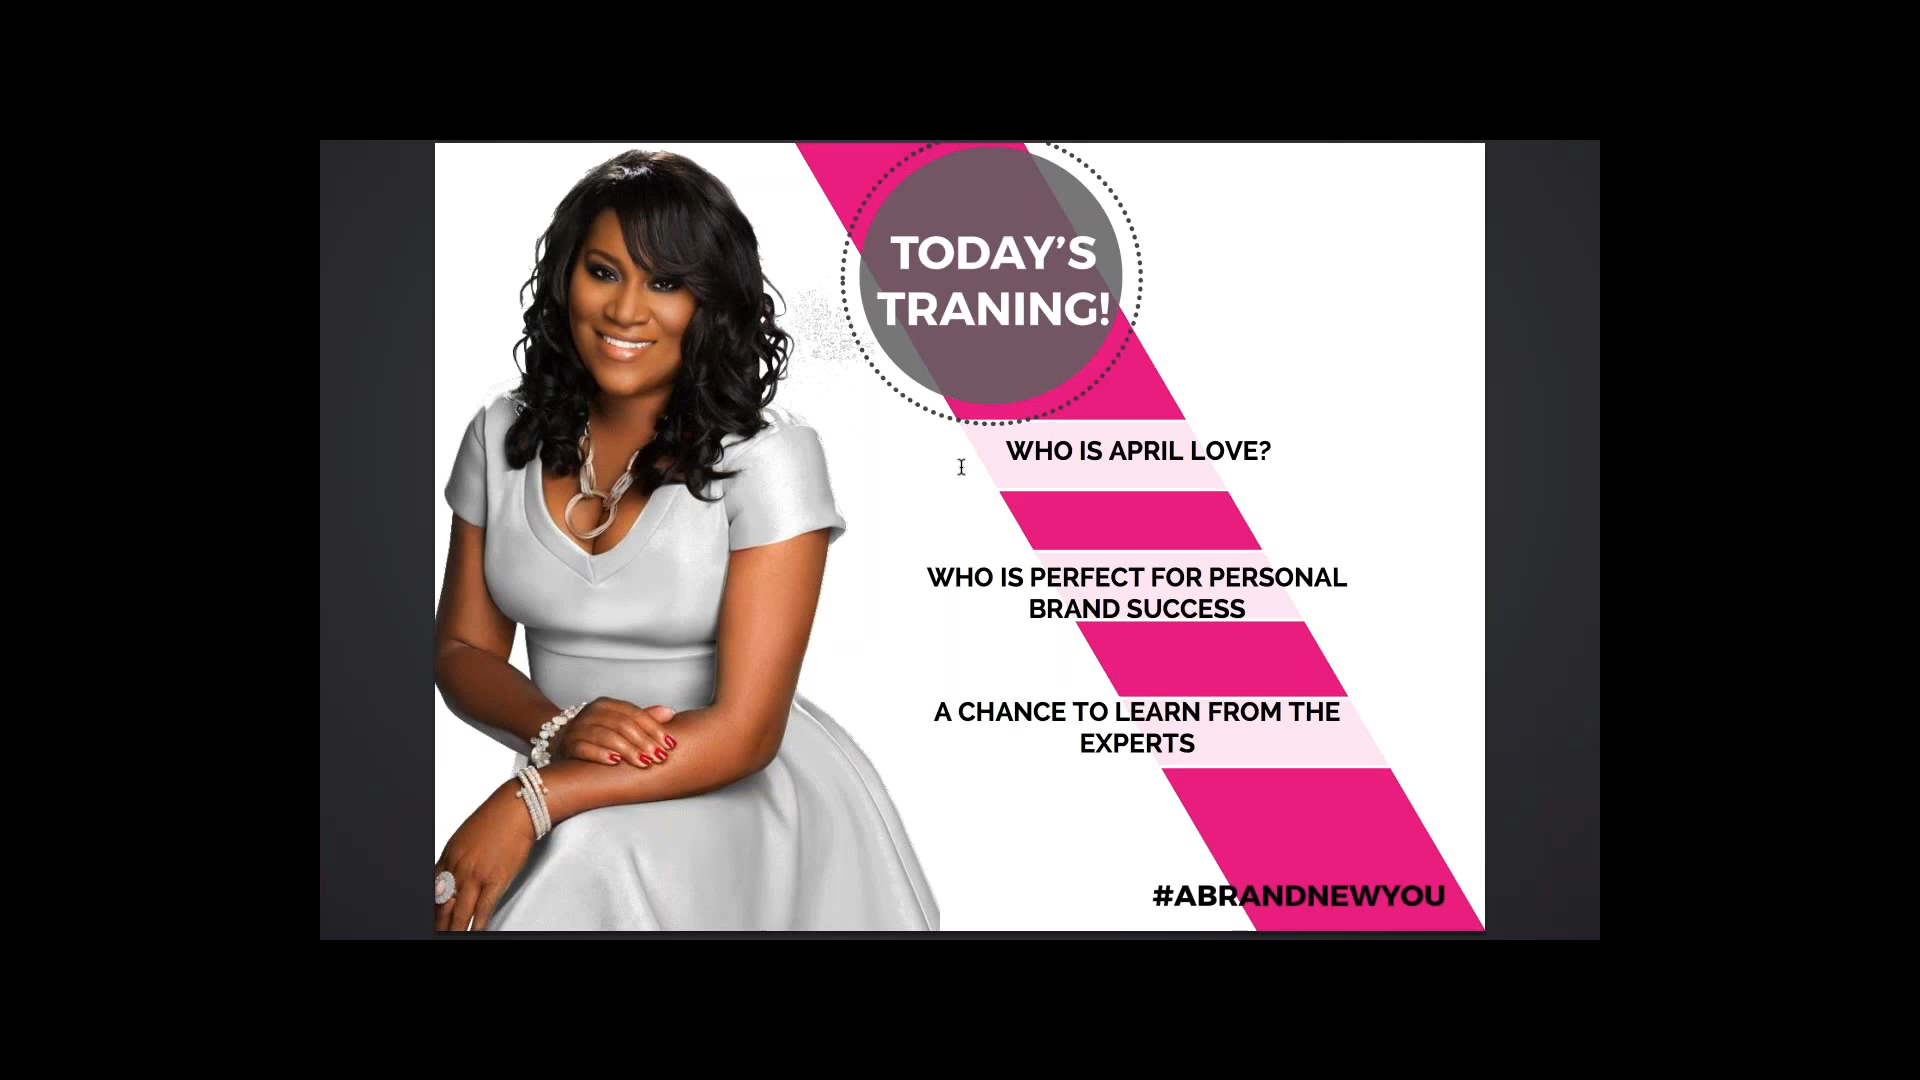 TODAY'S
TRANING!
WHO IS APRIL LOVE?
WHO IS PERFECT FOR PERSONAL
BRAND SUCCESS
A CHANCE TO LEARN FROM THE
EXPERTS
#ABRANDNEWYOU